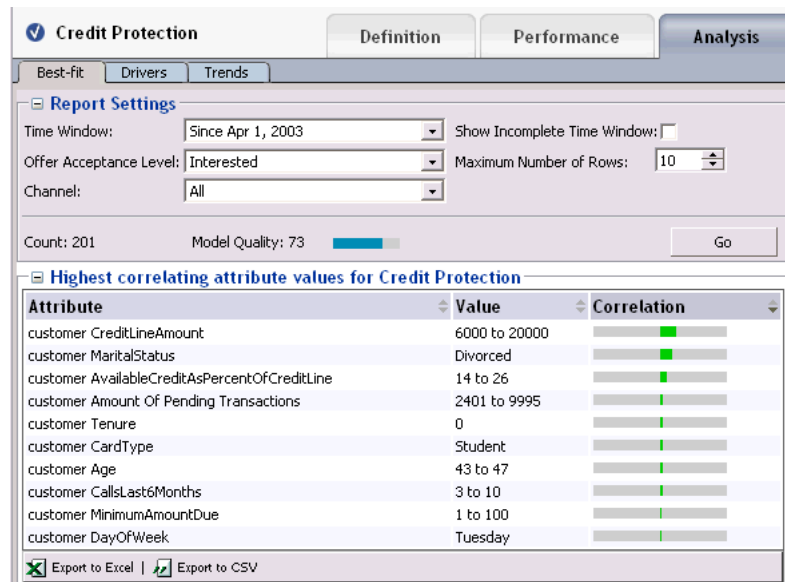 Credit Protection Definition Performance Analysis
Best-fit Drivers Trends
Report Settings
Time Window: Since Apr 1, 2003 Show Incomplete Time Window:
Offer Acceptance Level: Interested Maximum Number of Rows: 10
Channel: All
Count: 201 Model Quality: 73 Go
Highest correlating attribute values for Credit Protection
Attribute Value Correlation
customer CreditLineAmount 6000 to 20000
customer MaritalStatus Divorced
customer AvailableCreditAsPercentOfCreditLine 14 to 26
customer Amount Of Pending Transactions 2401 to 9995
customer Tenure 0
customer CardType Student
customer Age 43 to 47
customer CallsLast6Months 3 to 10
customer MinimumAmountDue 1 to 100
customer DayOfWeek Tuesday
Export to Excel | Export to CSV